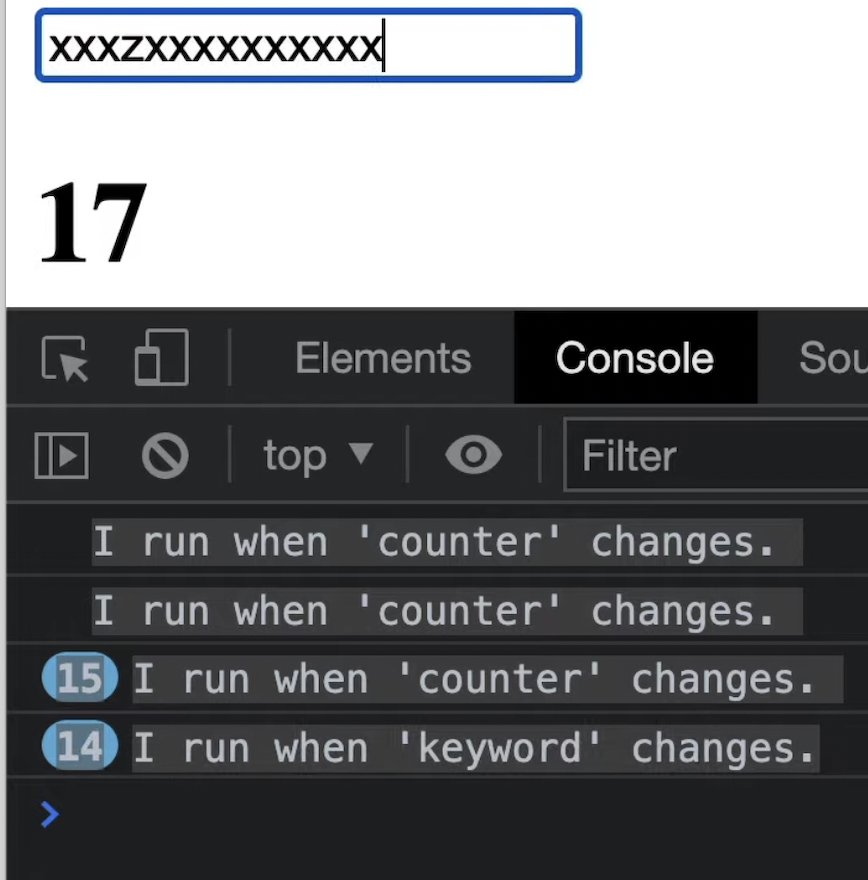 xxxzxxxxxxxxxx
17
Elements Console Sou
top ▼ Filter
I run when 'counter' changes.
I run when 'counter' changes.
15 I run when 'counter' changes.
14 I run when 'keyword' changes.
>